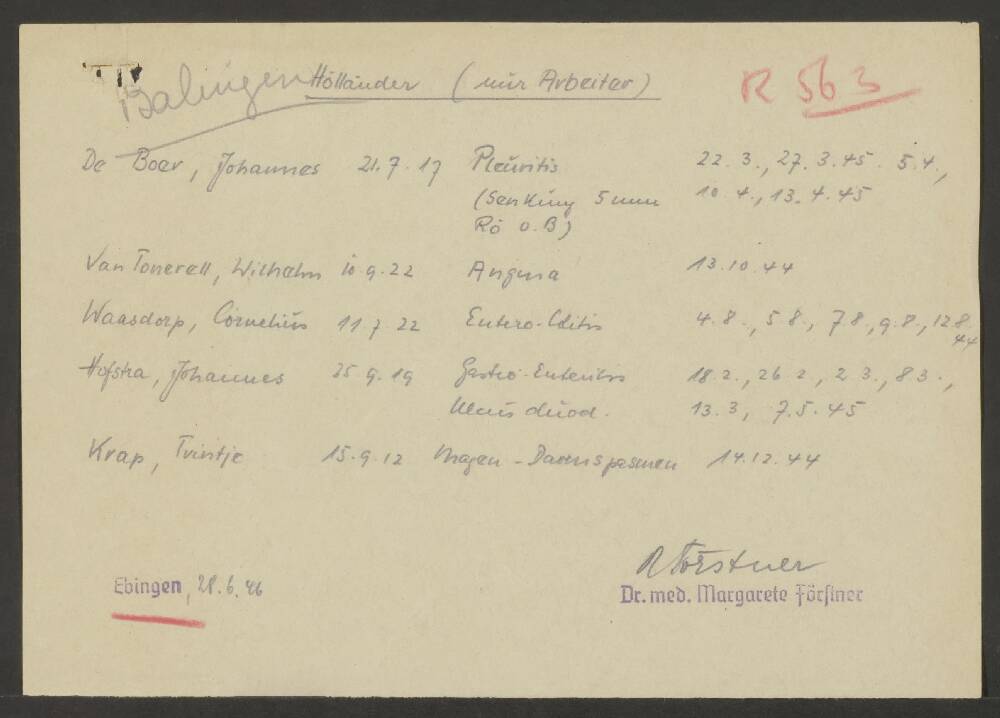 Balingen Holländer (nur Arbeiter) R 563
De Boer, Johannes 21.7.17 Pleuritis 22.3., 27.3.45. 5.4.,
(Senkung 5 mm 10.4., 13.4.45
Rö o.B)
Van Tonerell, Wilhelm 10.9.22 Angina 13.10.44
Waasdorp, Cornelius 11.7.22 Entero-Colitis 4.8., 5.8., 7.8., 9.8., 12.8.
44
Hofstra, Johannes 25.9.19 Gastro-Enteritis 18.2., 26.2., 2.3., 8.3.,
Ulcus duod. 13.3, 7.5.45
Krap, Trintje 15.9.12 Magen-Darmspasmen 14.12.44
Förstner
Ebingen, 28.6.46 Dr. med. Margarete Förstner